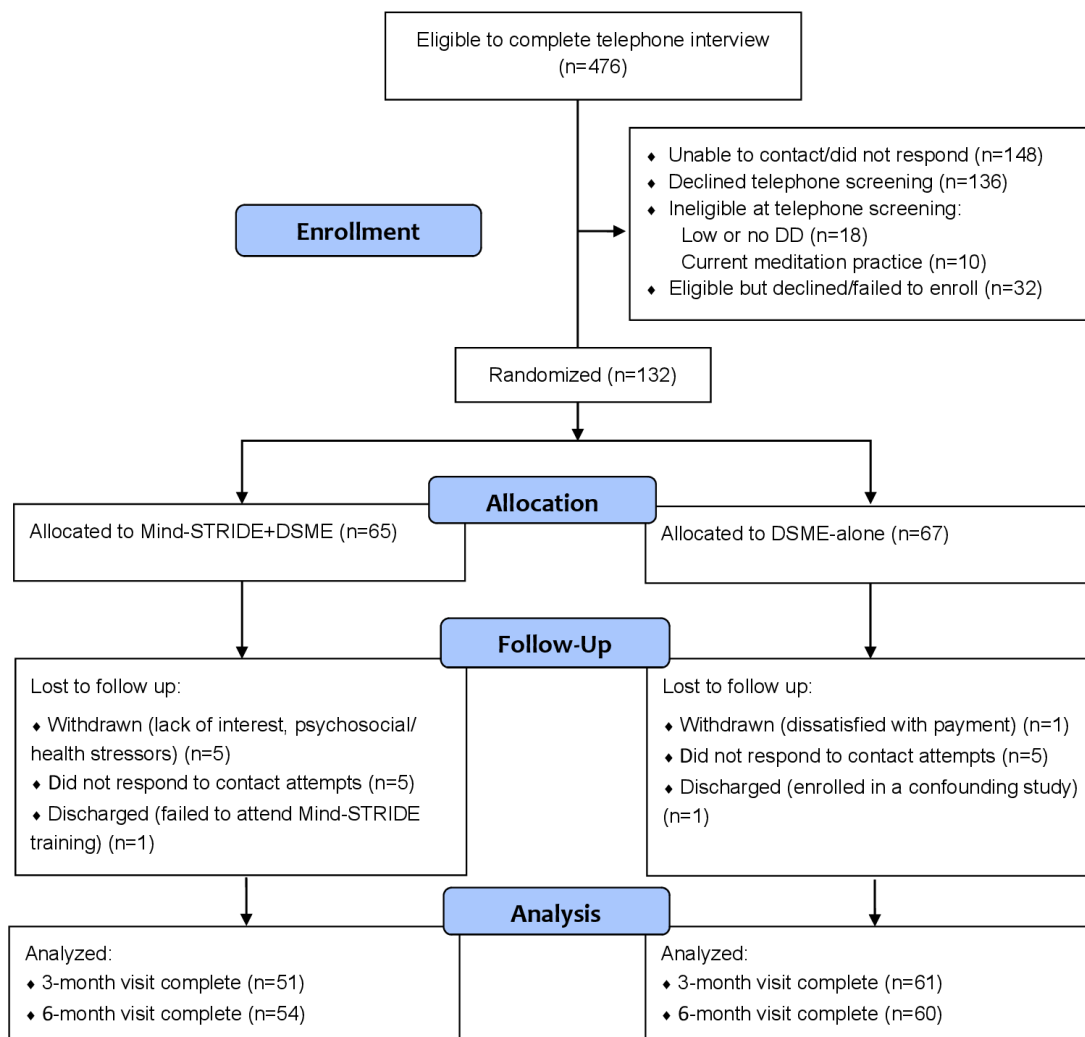 Eligible to complete telephone interview
(n=476)
♦ Unable to contact/did not respond (n=148)
♦ Declined telephone screening (n=136)
♦ Ineligible at telephone screening:
Low or no DD (n=18)
Current meditation practice (n=10)
♦ Eligible but declined/failed to enroll (n=32)
Enrollment
Randomized (n=132)
Allocation
Allocated to Mind-STRIDE+DSME (n=65)
Allocated to DSME-alone (n=67)
Follow-Up
Lost to follow up:
♦ Withdrawn (lack of interest, psychosocial/
health stressors) (n=5)
♦ Did not respond to contact attempts (n=5)
♦ Discharged (failed to attend Mind-STRIDE
training) (n=1)
Lost to follow up:
♦ Withdrawn (dissatisfied with payment) (n=1)
♦ Did not respond to contact attempts (n=5)
♦ Discharged (enrolled in a confounding study)
(n=1)
Analysis
Analyzed:
♦ 3-month visit complete (n=51)
♦ 6-month visit complete (n=54)
Analyzed:
♦ 3-month visit complete (n=61)
♦ 6-month visit complete (n=60)